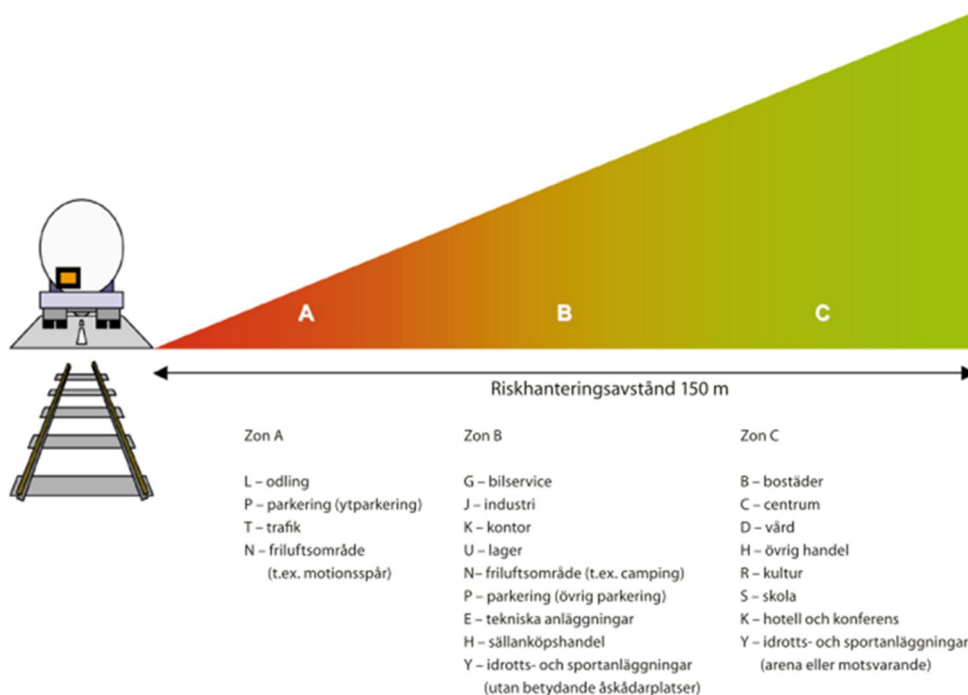 A
B
C
Riskhanteringsavstånd 150 m
Zon A
L – odling
P – parkering (ytparkering)
T – trafik
N – friluftsområde
(t.ex. motionsspår)
Zon B
G – bilservice
J – industri
K – kontor
U – lager
N– friluftsområde (t.ex. camping)
P – parkering (övrig parkering)
E – tekniska anläggningar
H – sällanköpshandel
Y – idrotts- och sportanläggningar
(utan betydande åskådarplatser)
Zon C
B – bostäder
C – centrum
D – vård
H – övrig handel
R – kultur
S – skola
K – hotell och konferens
Y – idrotts- och sportanläggningar
(arena eller motsvarande)